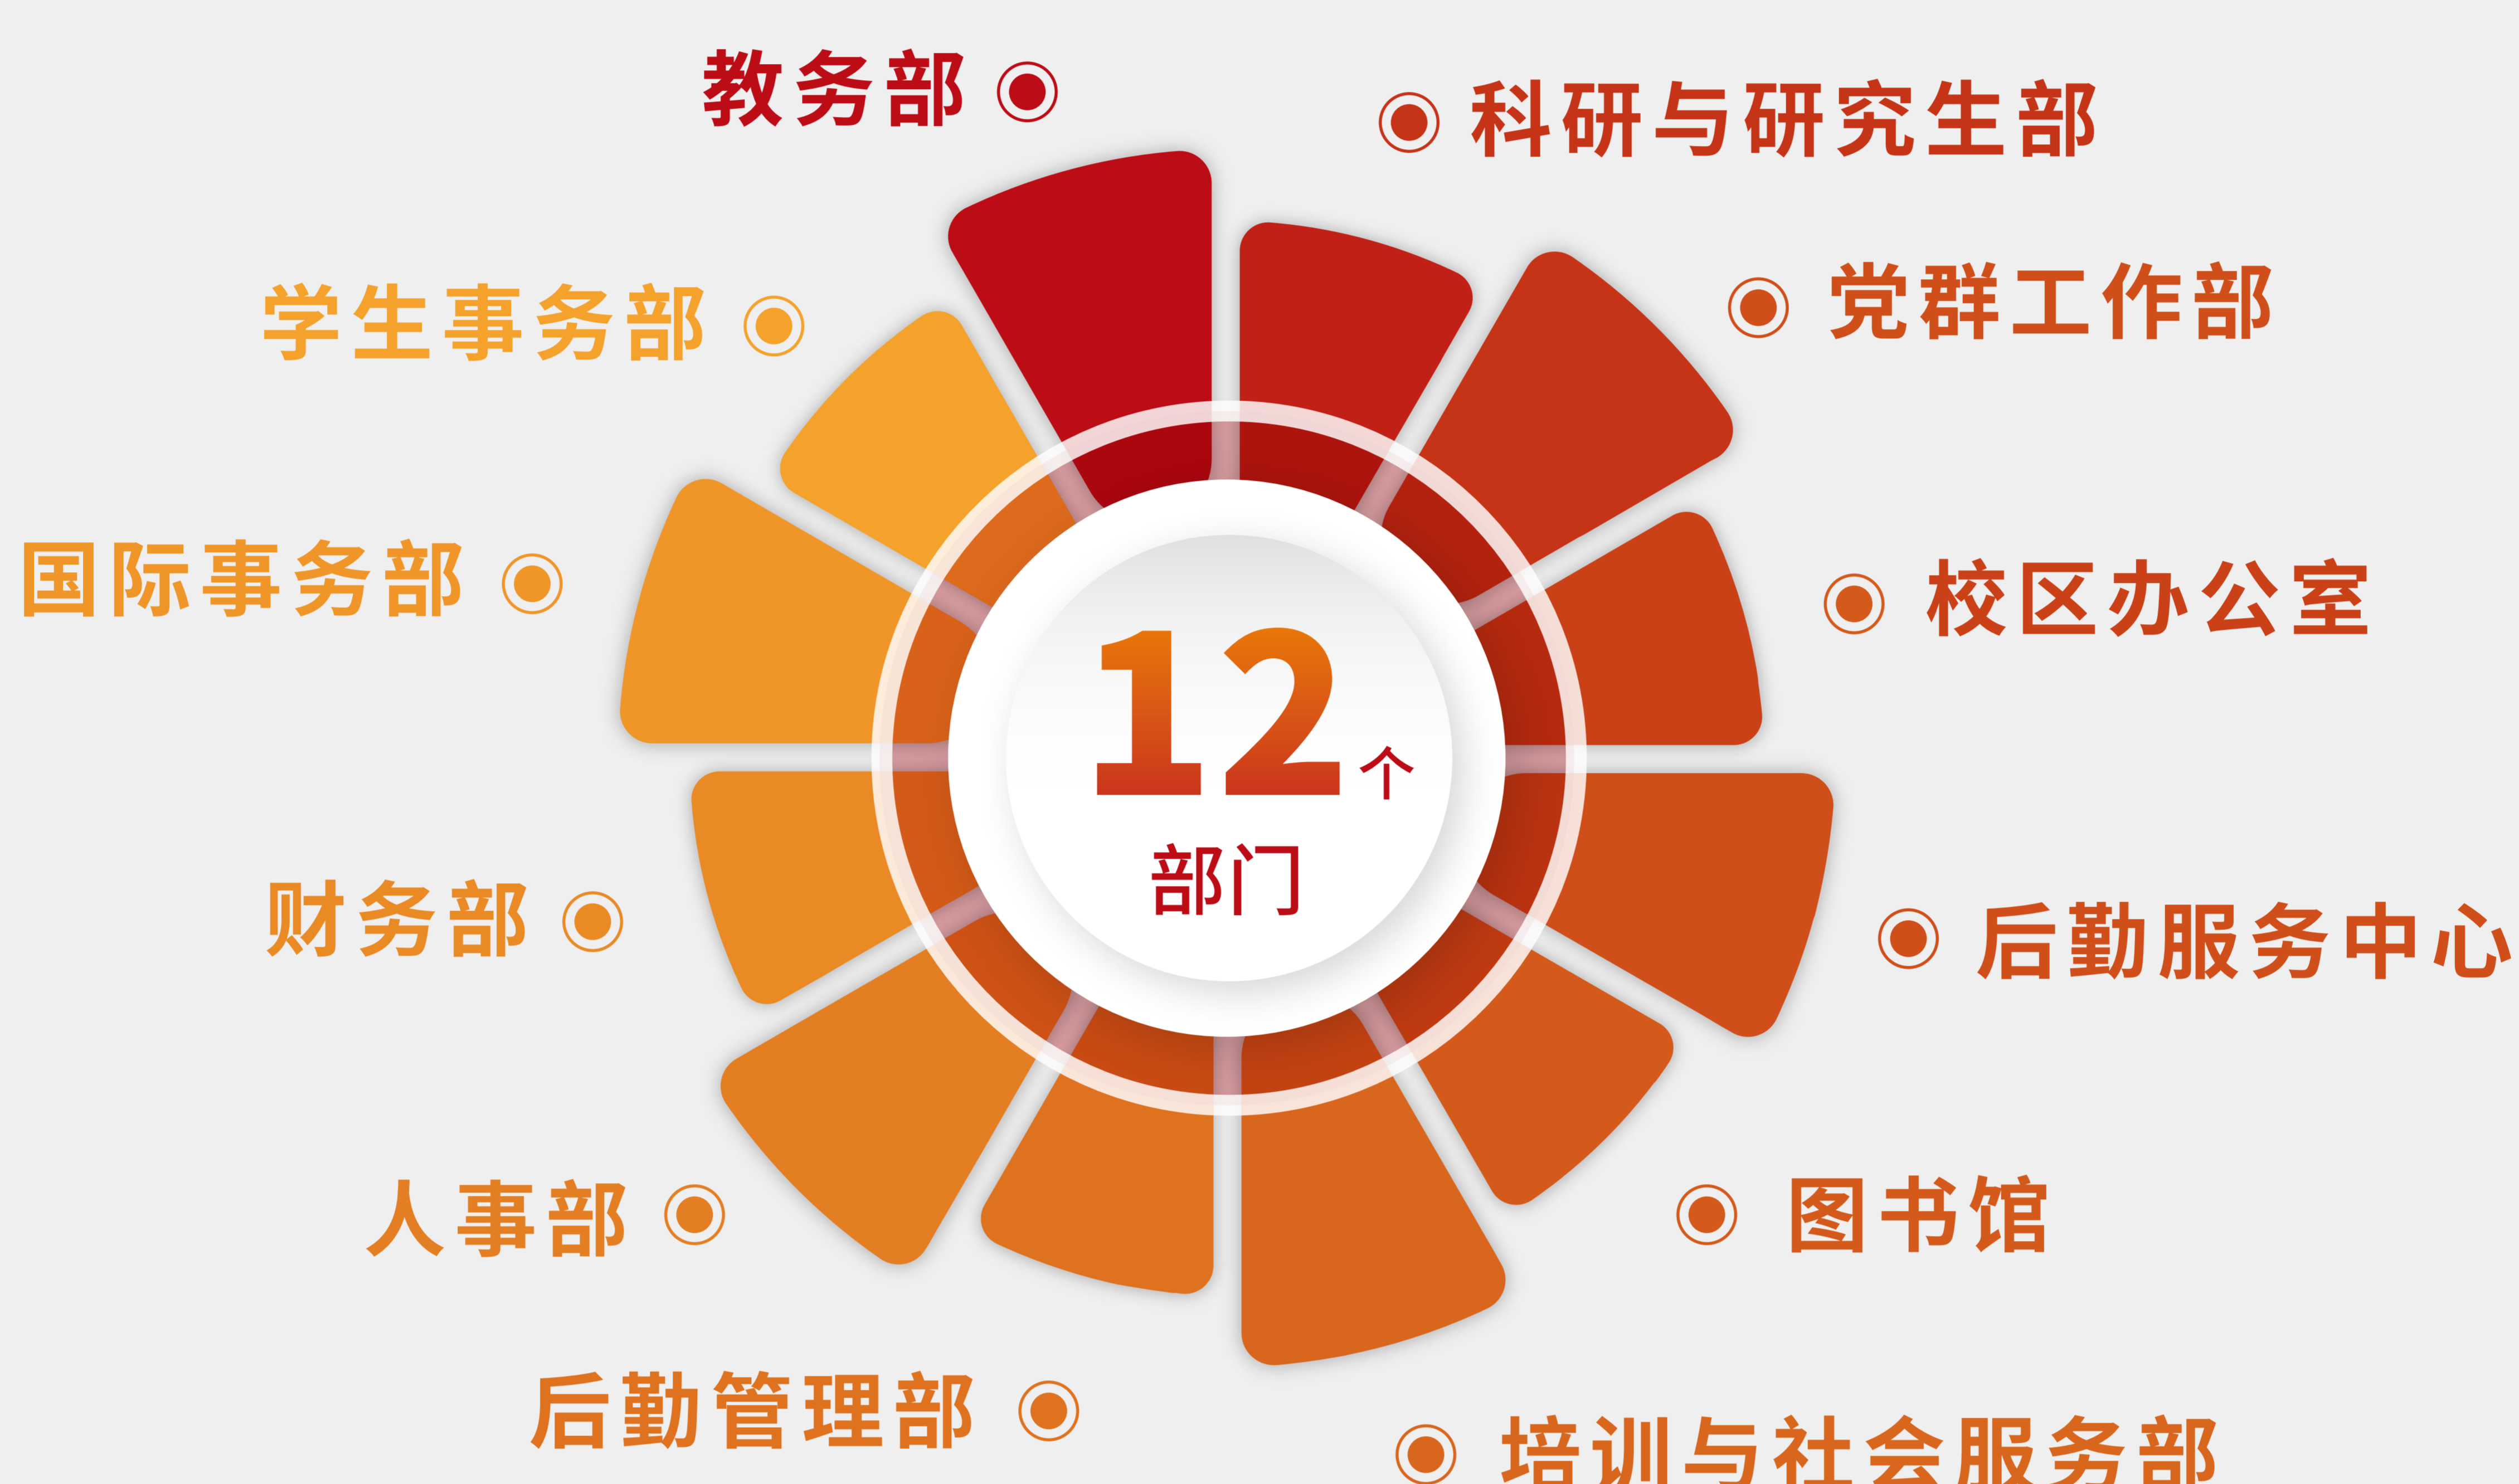 教务部
科研与研究生部
党群工作部
学生事务部
国际事务部
校区办公室
12个
部门
财务部
后勤服务中心
人事部
图书馆
后勤管理部
培训与社会服务部